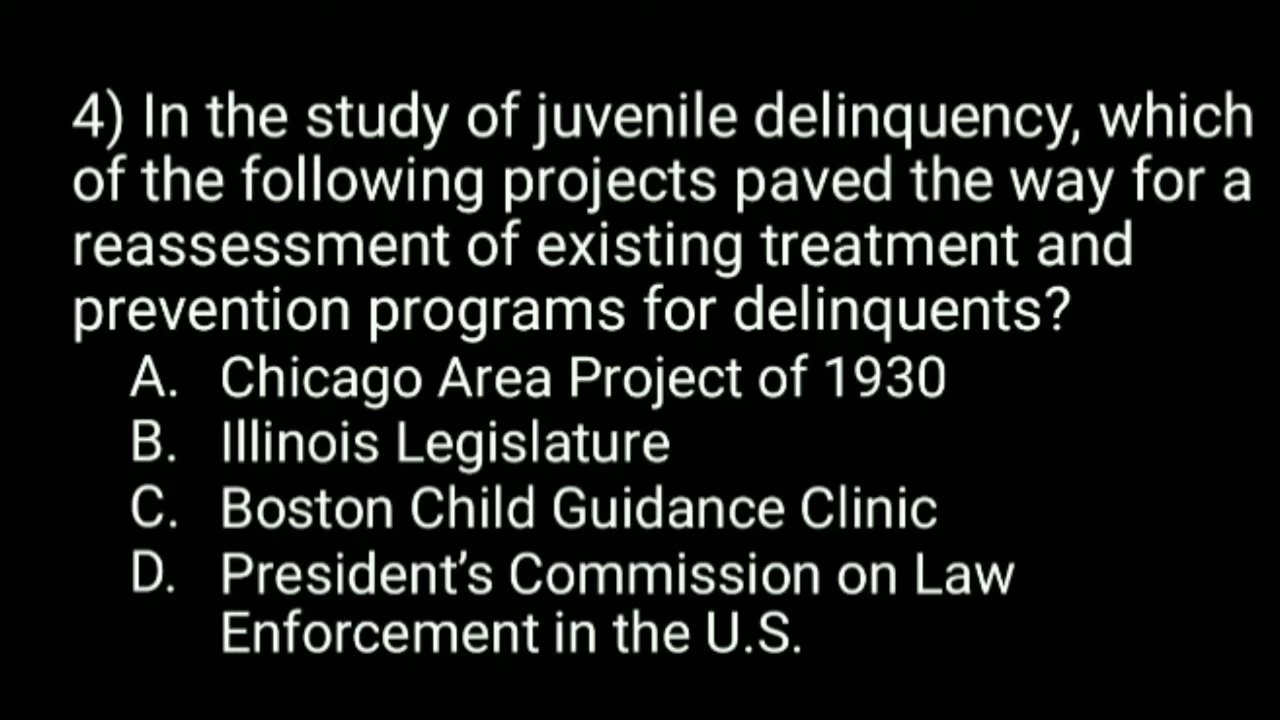 4) In the study of juvenile delinquency, which
of the following projects paved the way for a
reassessment of existing treatment and
prevention programs for delinquents?
A. Chicago Area Project of 1930
B. Illinois Legislature
C. Boston Child Guidance Clinic
D. President’s Commission on Law
Enforcement in the U.S.